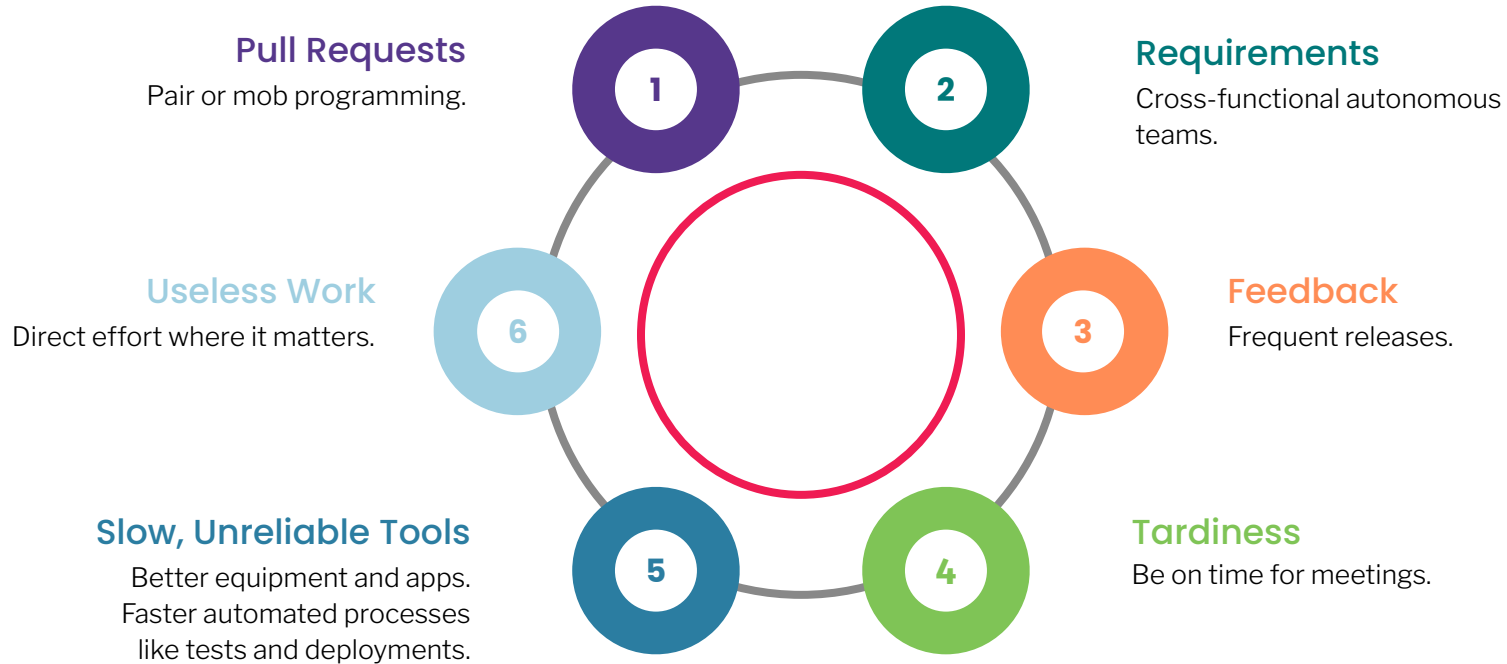 1
Pull Requests
Pair or mob programming.
2
Requirements
Cross-functional autonomous
teams.
3
Feedback
Frequent releases.
4
Tardiness
Be on time for meetings.
5
Slow, Unreliable Tools
Better equipment and apps.
Faster automated processes
like tests and deployments.
6
Useless Work
Direct effort where it matters.